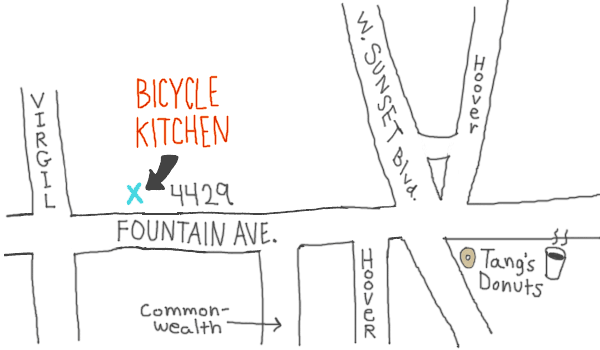 W. SUNSET Blvd.
Hoover
VIRGIL
BICYCLE
KITCHEN
X 4429
FOUNTAIN AVE.
HOOVER
Tang's
Donuts
Common-
wealth